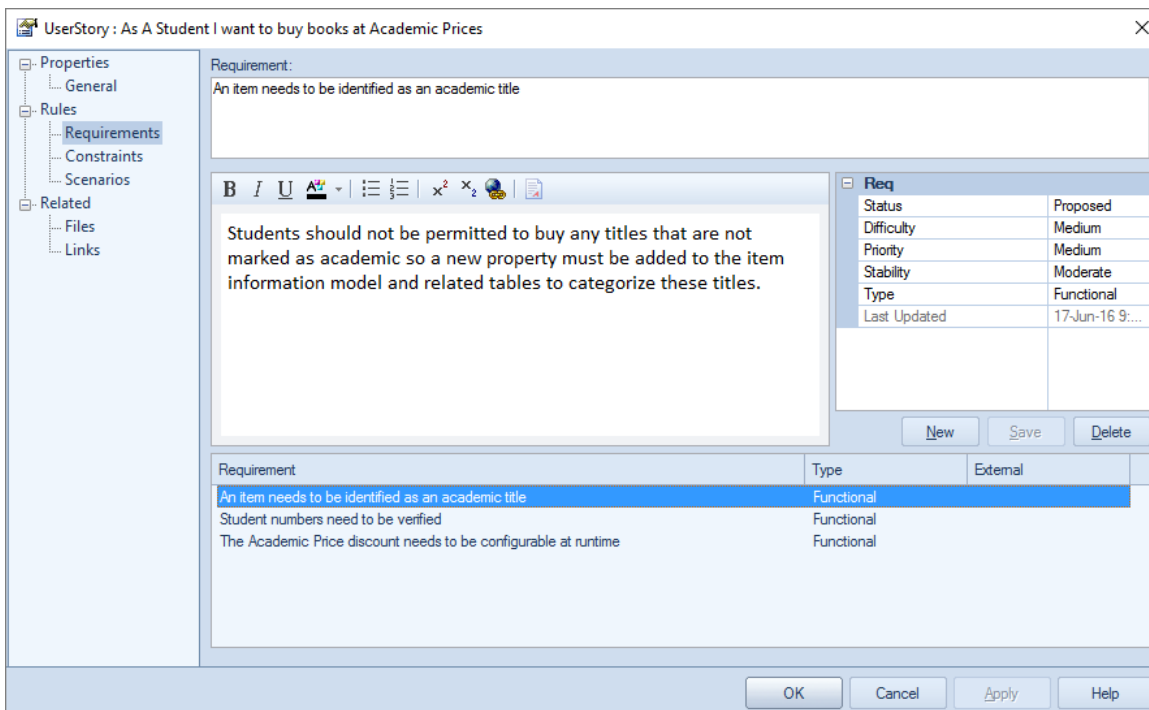 UserStory : As A Student I want to buy books at Academic Prices
Properties
General
Rules
Requirements
Constraints
Scenarios
Related
Files
Links
Requirement:
An item needs to be identified as an academic title
B I U A x² x₂
Students should not be permitted to buy any titles that are not
marked as academic so a new property must be added to the item
information model and related tables to categorize these titles.
Req
Status Proposed
Difficulty Medium
Priority Medium
Stability Moderate
Type Functional
Last Updated 17-Jun-16 9:...
New Save Delete
Requirement Type External
An item needs to be identified as an academic title Functional
Student numbers need to be verified Functional
The Academic Price discount needs to be configurable at runtime Functional
OK Cancel Apply Help